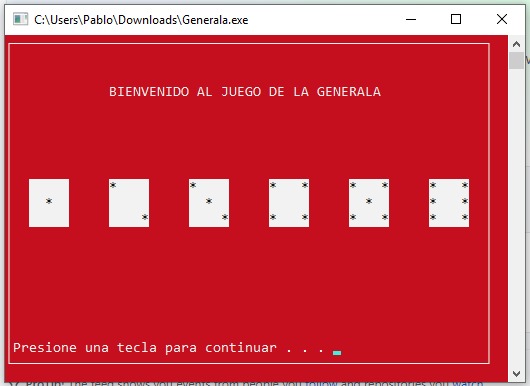 C:\Users\Pablo\Downloads\Generala.exe
BIENVENIDO AL JUEGO DE LA GENERALA
* * * * * * * * *
* * * *
* * * * * * * *
Presione una tecla para continuar . . .
ProTip! The feed shows you events from people you follow and repositories you watch